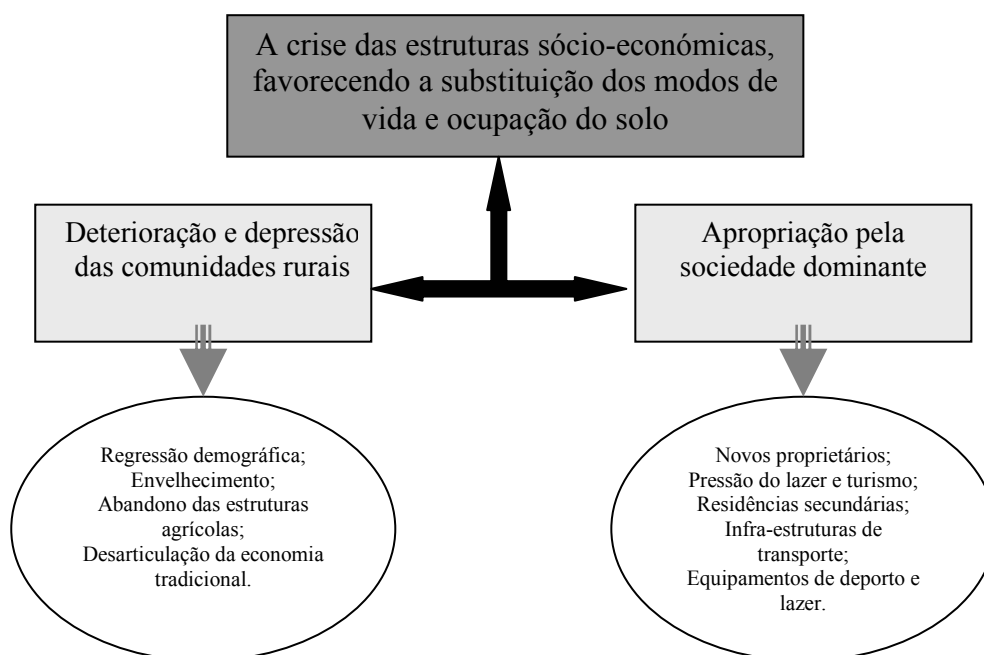 A crise das estruturas sócio-económicas,
favorecendo a substituição dos modos de
vida e ocupação do solo
Deterioração e depressão
das comunidades rurais
Apropriação pela
sociedade dominante
Regressão demográfica;
Envelhecimento;
Abandono das estruturas
agrícolas;
Desarticulação da economia
tradicional.
Novos proprietários;
Pressão do lazer e turismo;
Residências secundárias;
Infra-estruturas de
transporte;
Equipamentos de deporto e
lazer.